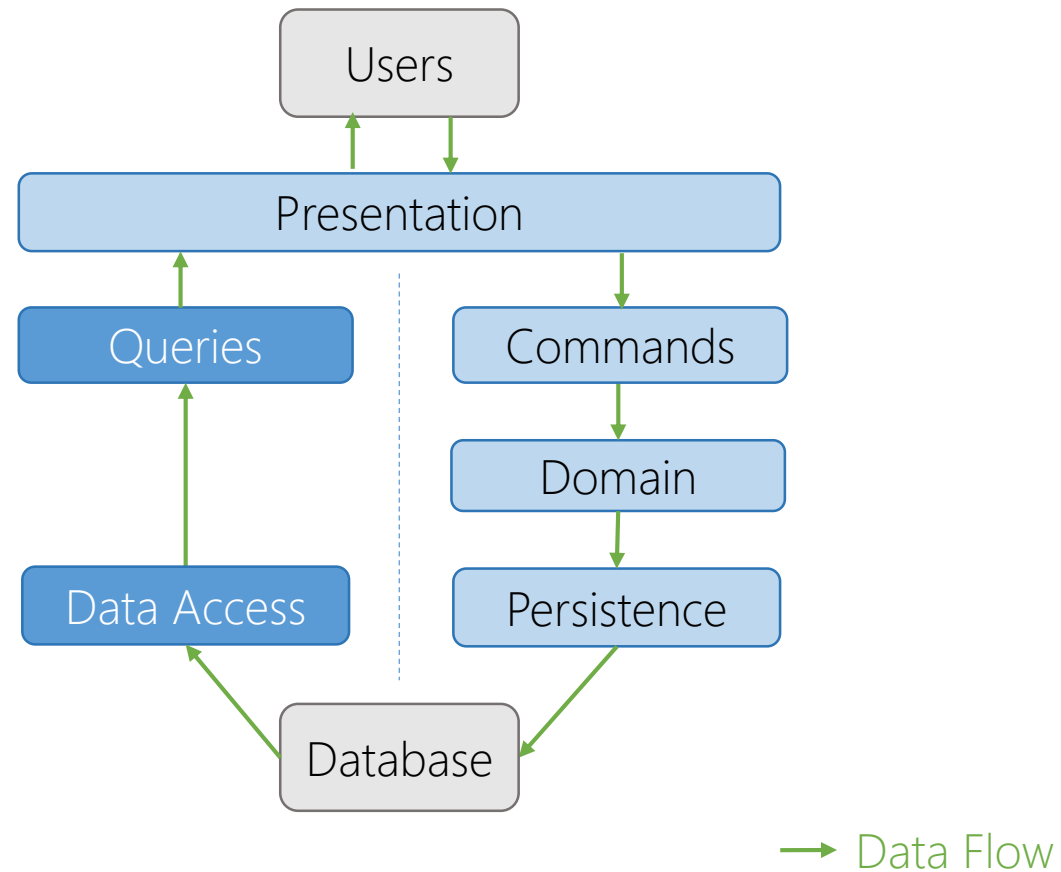 Users
Presentation
Queries
Commands
Domain
Data Access
Persistence
Database
Data Flow